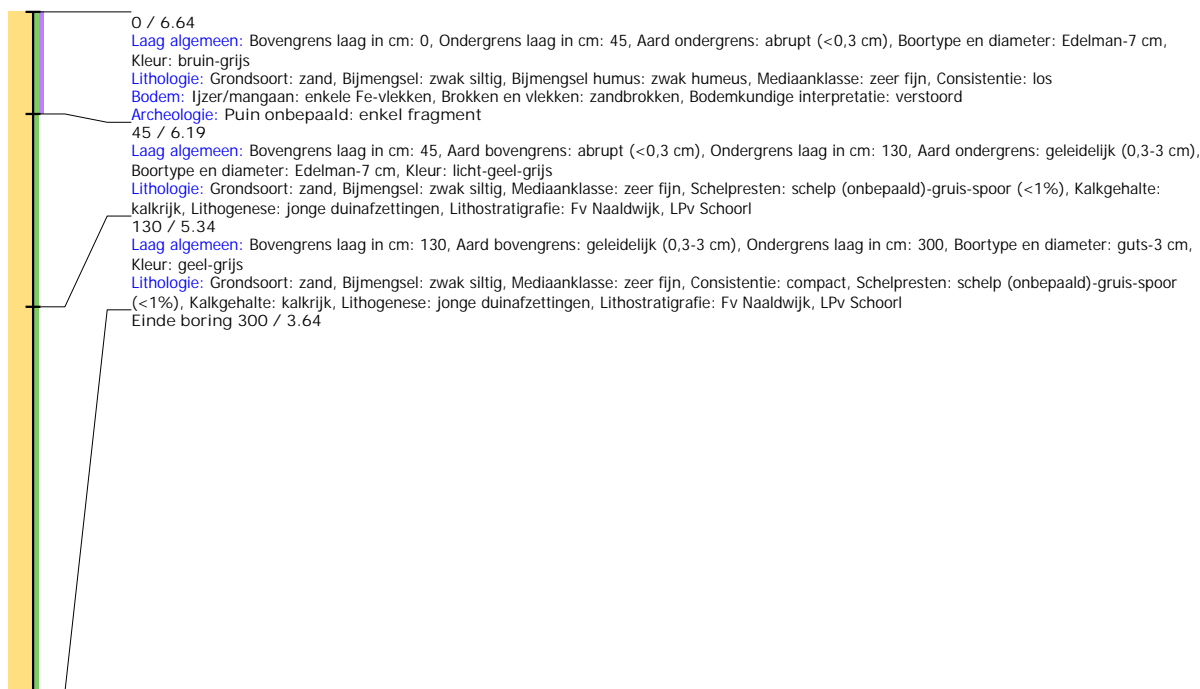 0 / 6.64
Laag algemeen: Bovengrens laag in cm: 0, Ondergrens laag in cm: 45, Aard ondergrens: abrupt (<0,3 cm), Boortype en diameter: Edelman-7 cm,
Kleur: bruin-grijs
Lithologie: Grondsoort: zand, Bijmengsel: zwak siltig, Bijmengsel humus: zwak humeus, Mediaanklasse: zeer fijn, Consistentie: los
Bodem: Ijzer/mangaan: enkele Fe-vlekken, Brokken en vlekken: zandbrokken, Bodemkundige interpretatie: verstoord
Archeologie: Puin onbepaald: enkel fragment
45 / 6.19
Laag algemeen: Bovengrens laag in cm: 45, Aard bovengrens: abrupt (<0,3 cm), Ondergrens laag in cm: 130, Aard ondergrens: geleidelijk (0,3-3 cm),
Boortype en diameter: Edelman-7 cm, Kleur: licht-geel-grijs
Lithologie: Grondsoort: zand, Bijmengsel: zwak siltig, Mediaanklasse: zeer fijn, Schelpresten: schelp (onbepaald)-gruis-spoor (<1%), Kalkgehalte:
kalkrijk, Lithogenese: jonge duinafzettingen, Lithostratigrafie: Fv Naaldwijk, LPv Schoorl
130 / 5.34
Laag algemeen: Bovengrens laag in cm: 130, Aard bovengrens: geleidelijk (0,3-3 cm), Ondergrens laag in cm: 300, Boortype en diameter: guts-3 cm,
Kleur: geel-grijs
Lithologie: Grondsoort: zand, Bijmengsel: zwak siltig, Mediaanklasse: zeer fijn, Consistentie: compact, Schelpresten: schelp (onbepaald)-gruis-spoor
(<1%), Kalkgehalte: kalkrijk, Lithogenese: jonge duinafzettingen, Lithostratigrafie: Fv Naaldwijk, LPv Schoorl
Einde boring 300 / 3.64